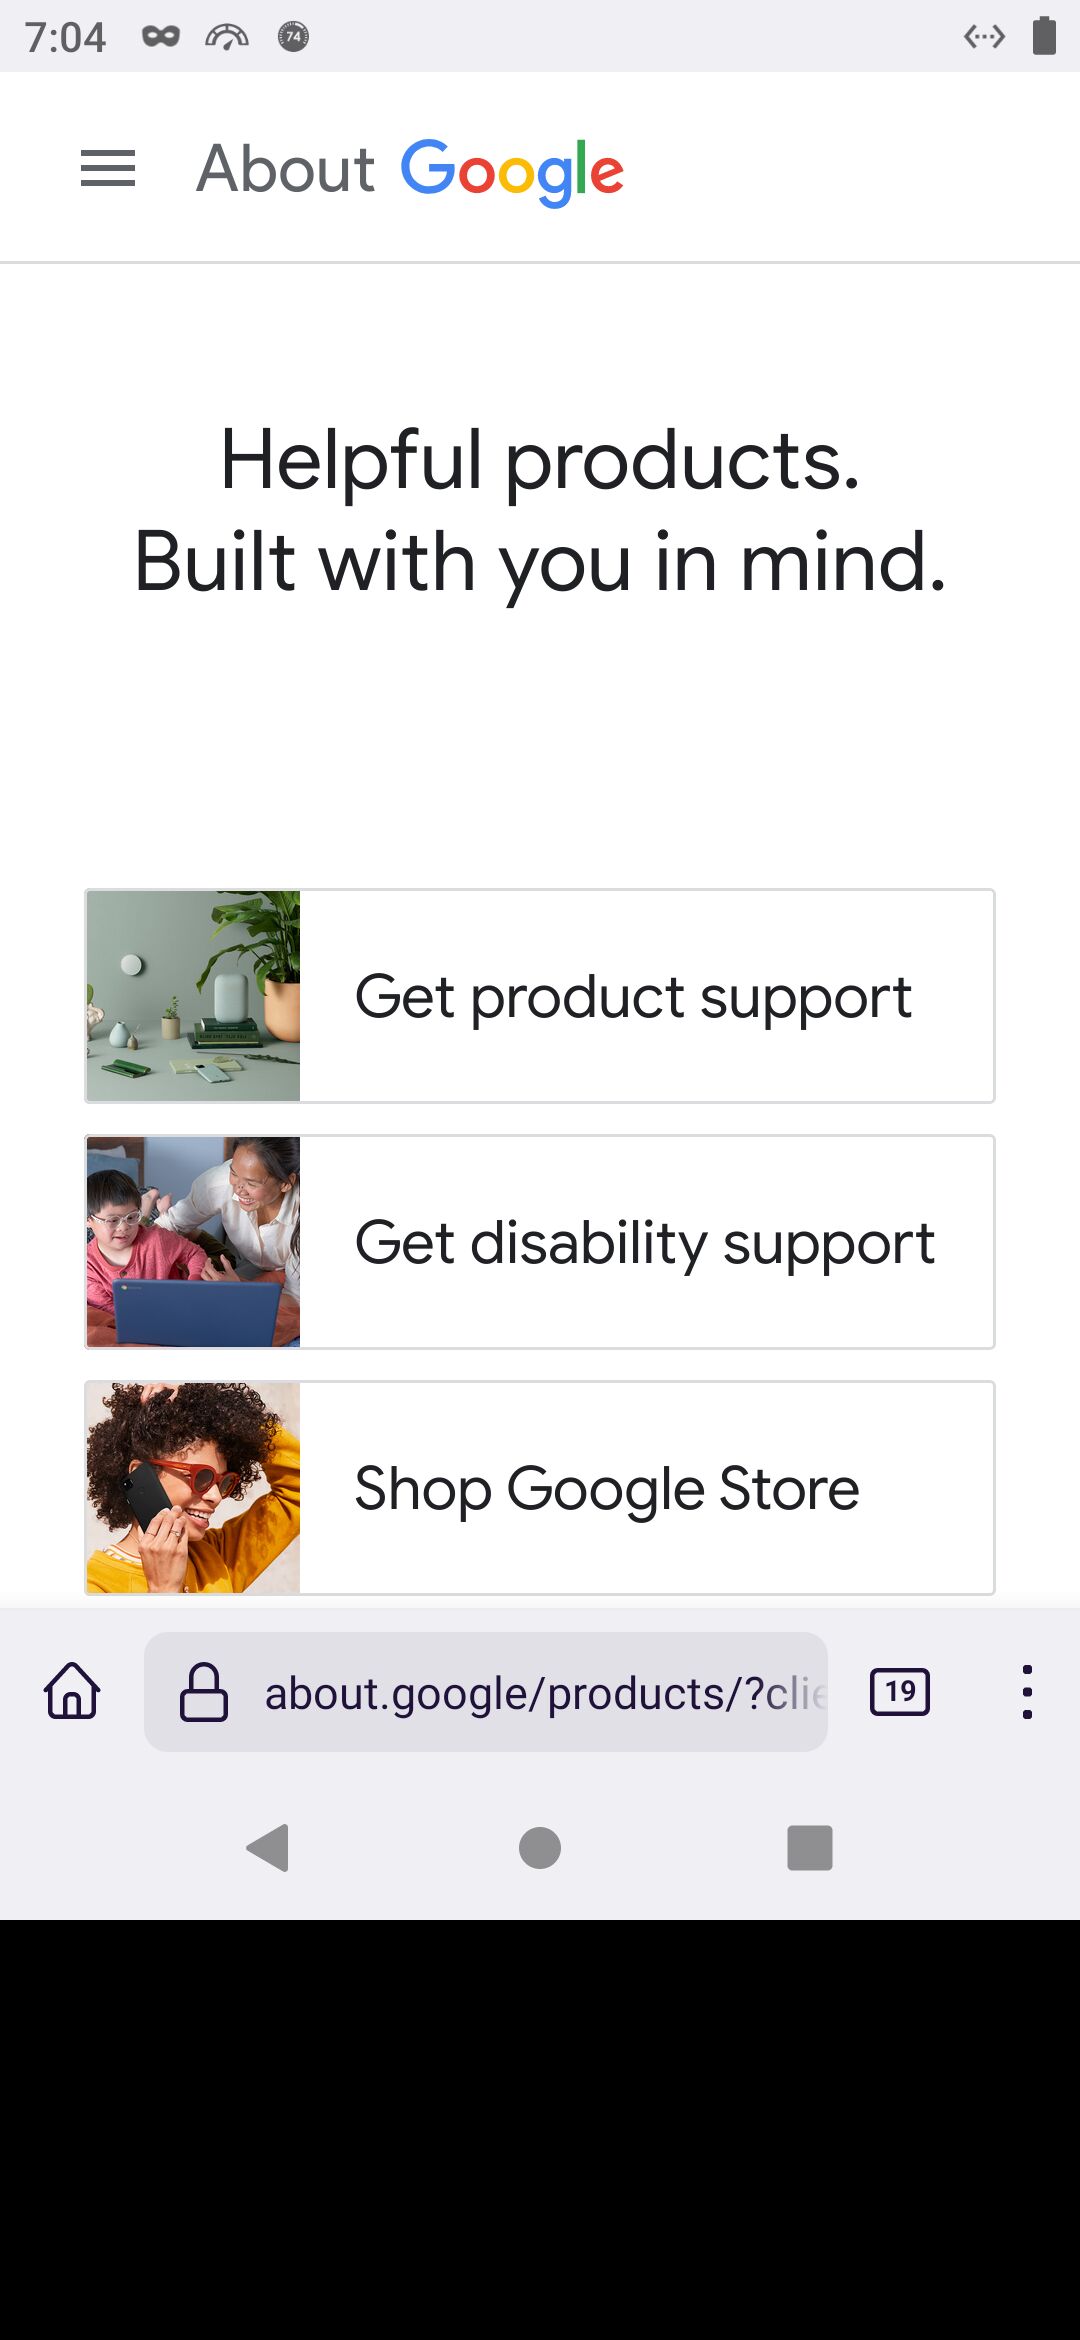 7:04
74
About Google
Helpful products.
Built with you in mind.
Get product support
Get disability support
Shop Google Store
about.google/products/?clie
19